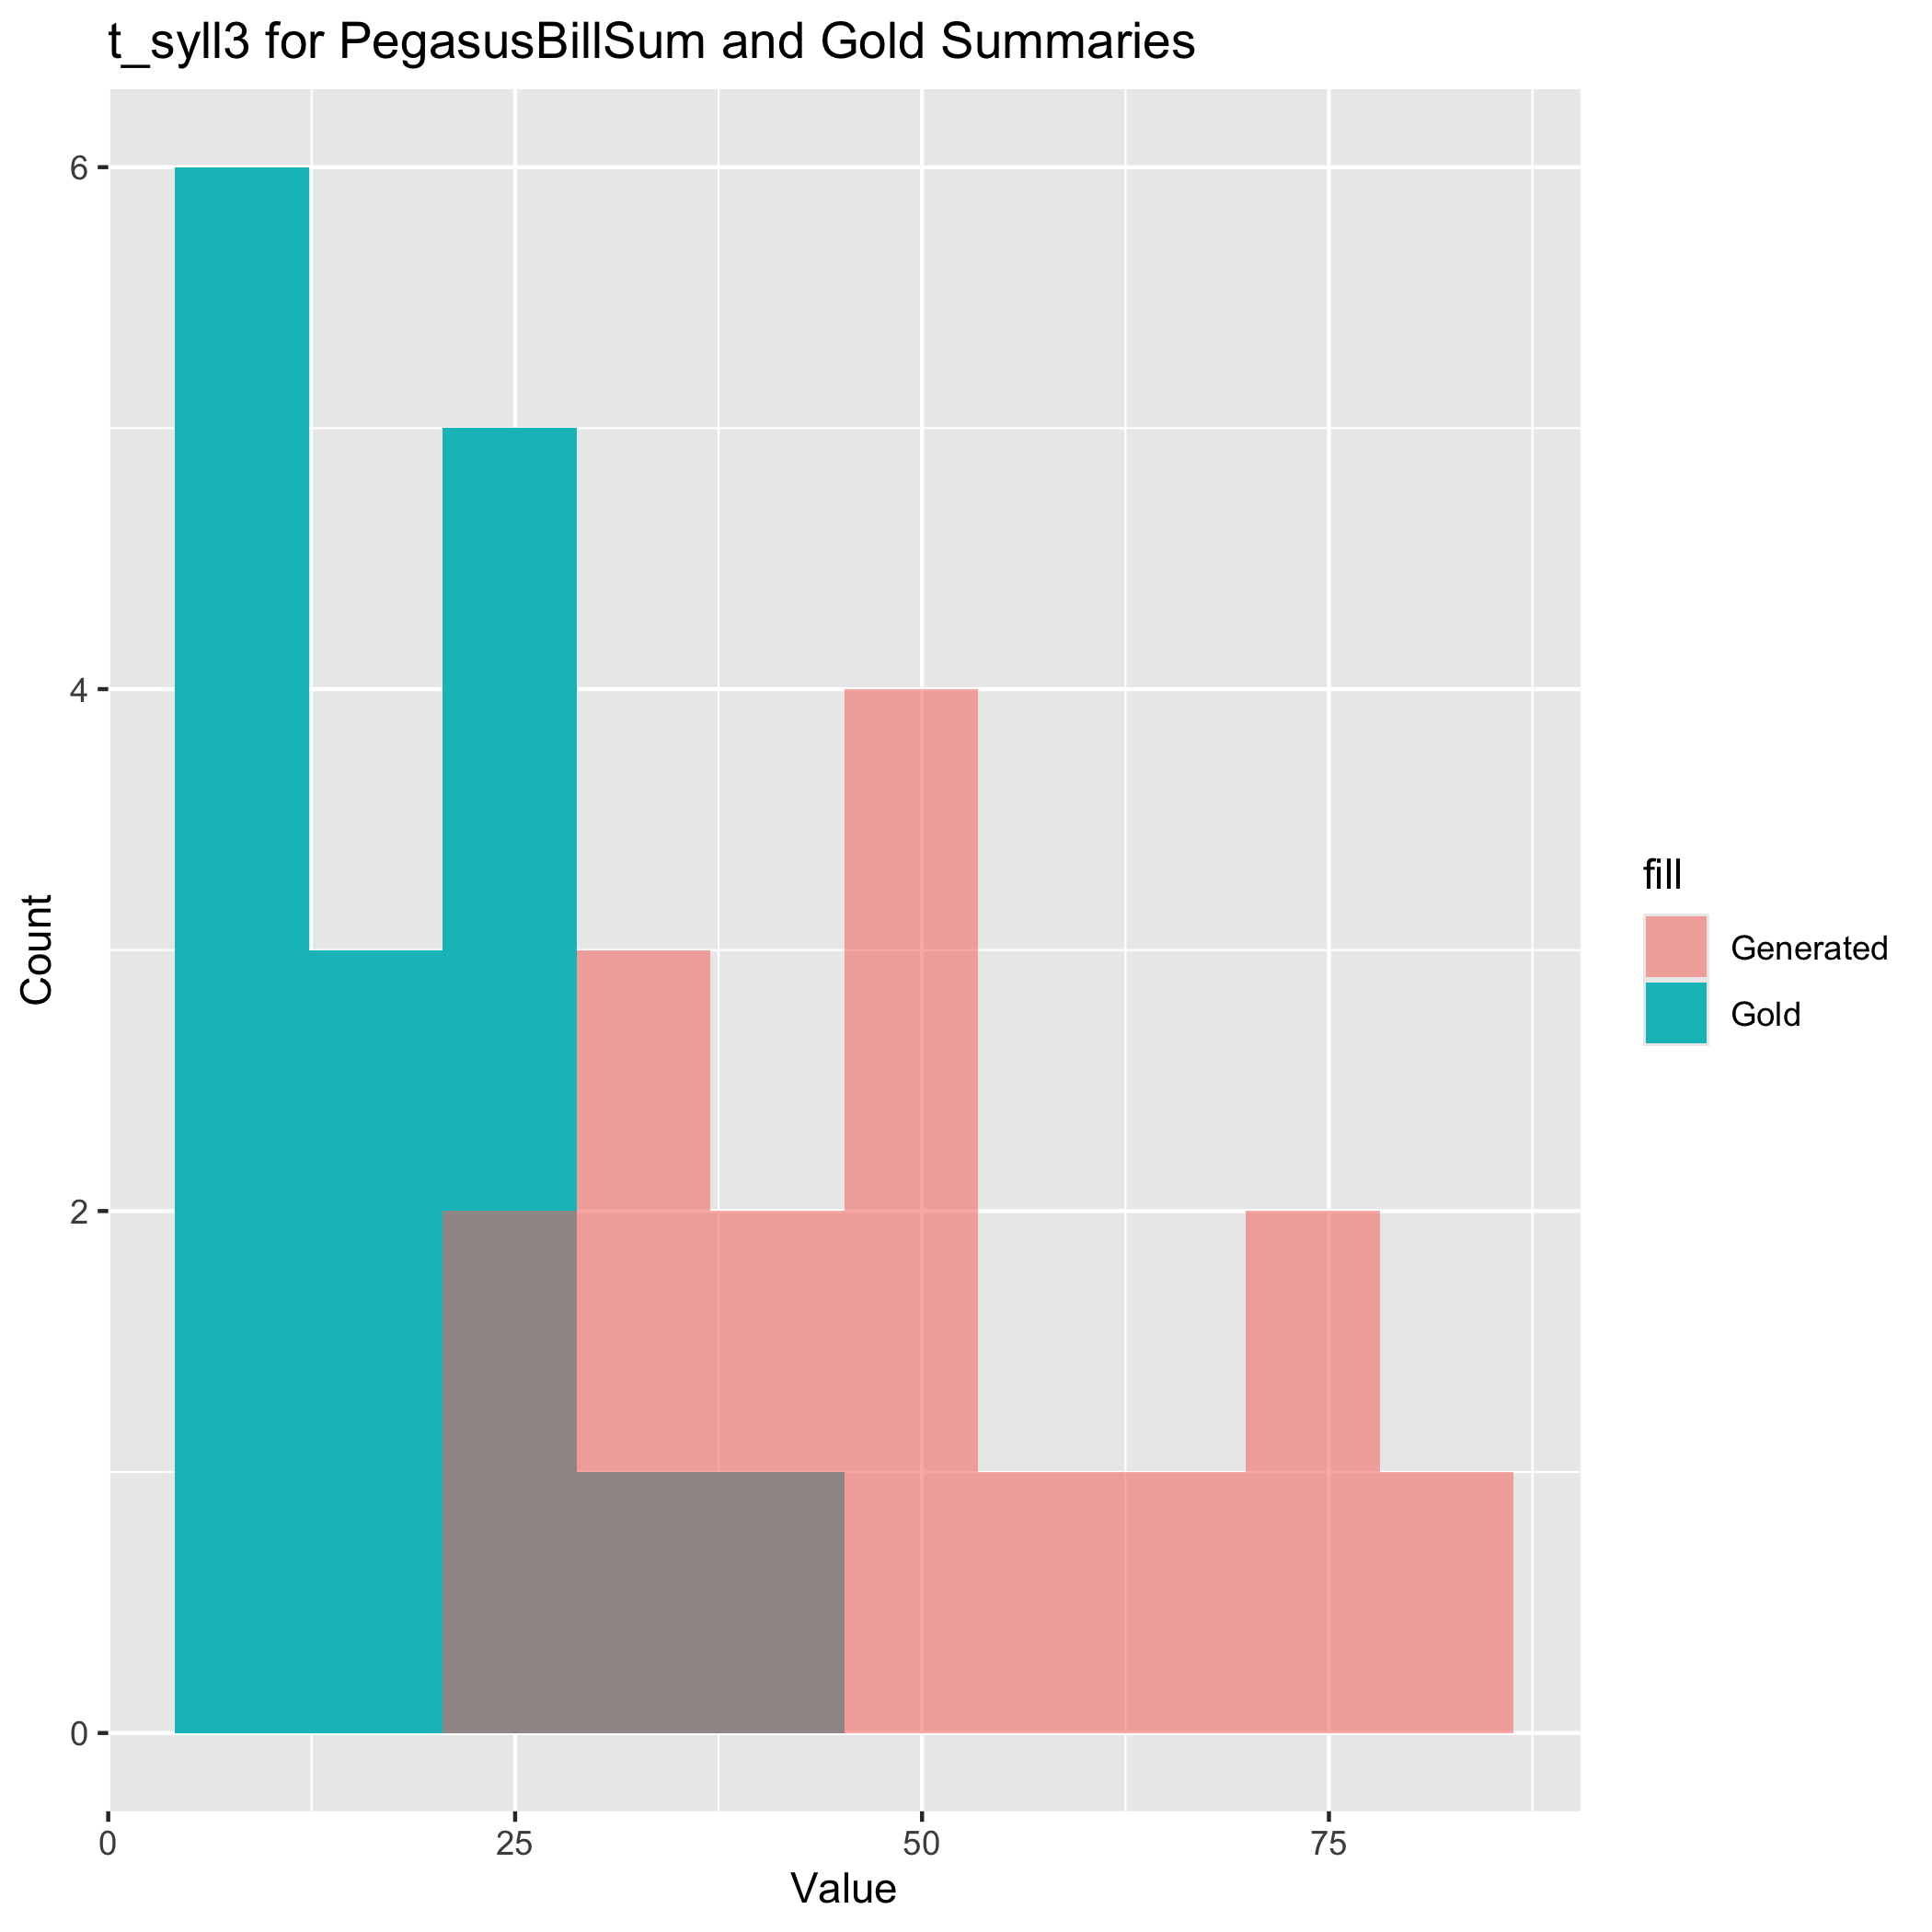 t_syll3 for PegasusBillSum and Gold Summaries
6
4
2
0
Count
0 25 50 75
Value
fill
Generated
Gold